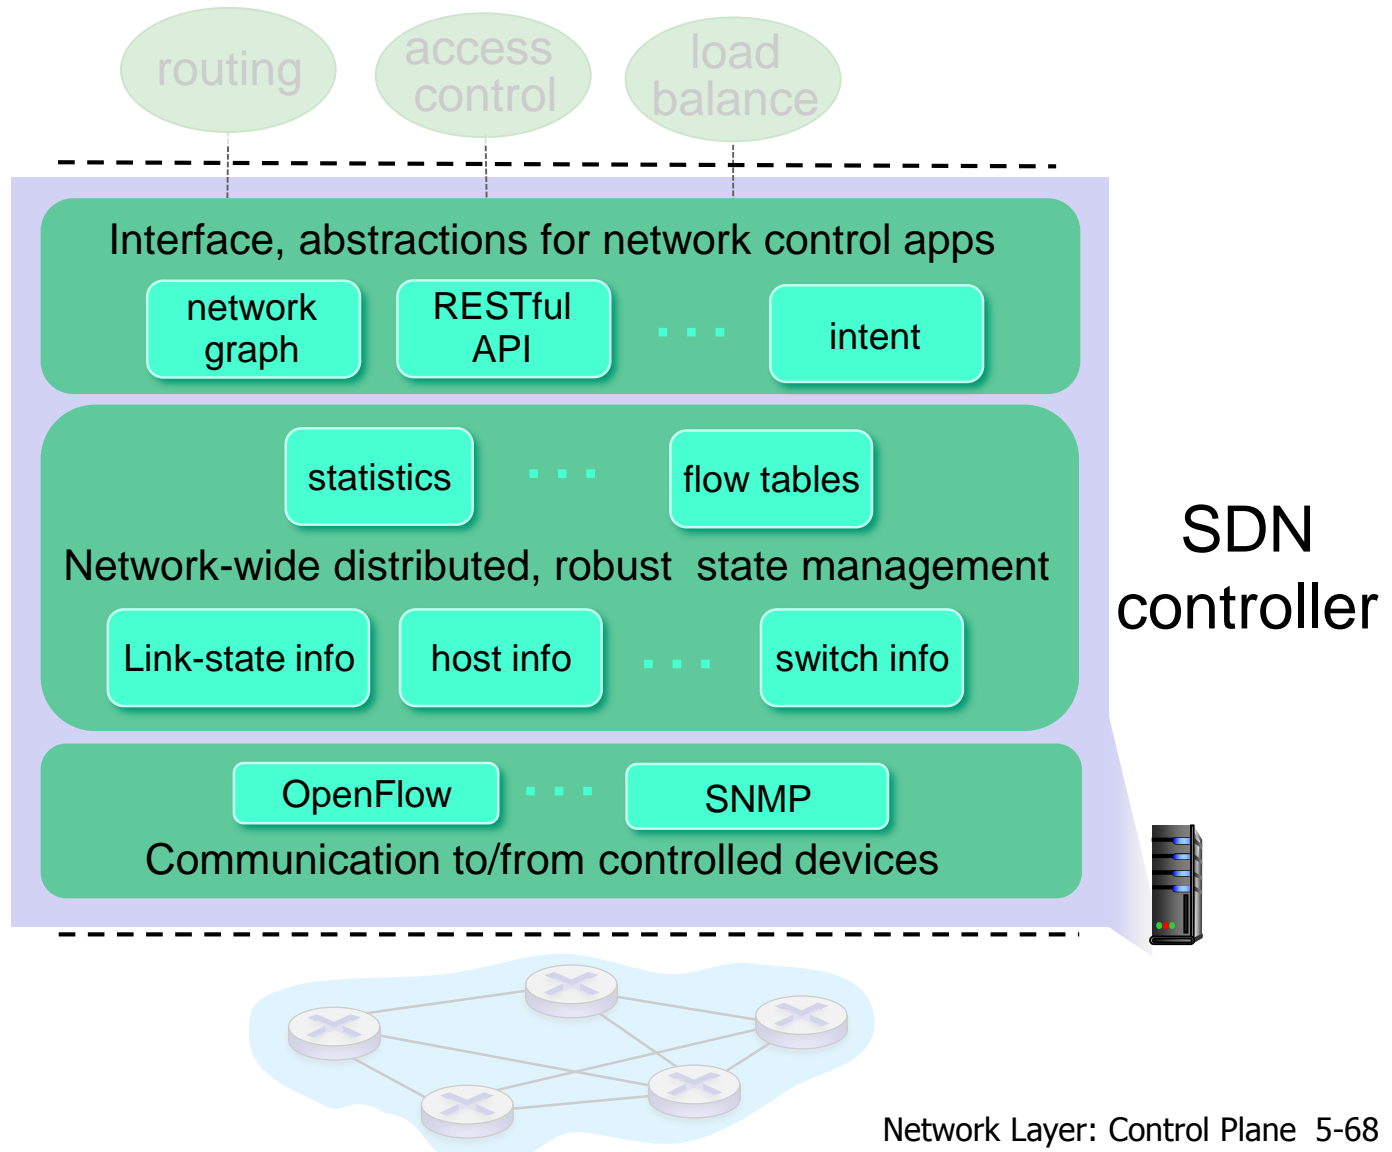 routing
access
control
load
balance
Interface, abstractions for network control apps
network
graph
RESTful
API
. . .
intent
statistics
. . .
flow tables
Network-wide distributed, robust  state management
Link-state info
host info
. . .
switch info
OpenFlow
. . .
SNMP
Communication to/from controlled devices
SDN
controller
Network Layer: Control Plane  5-68